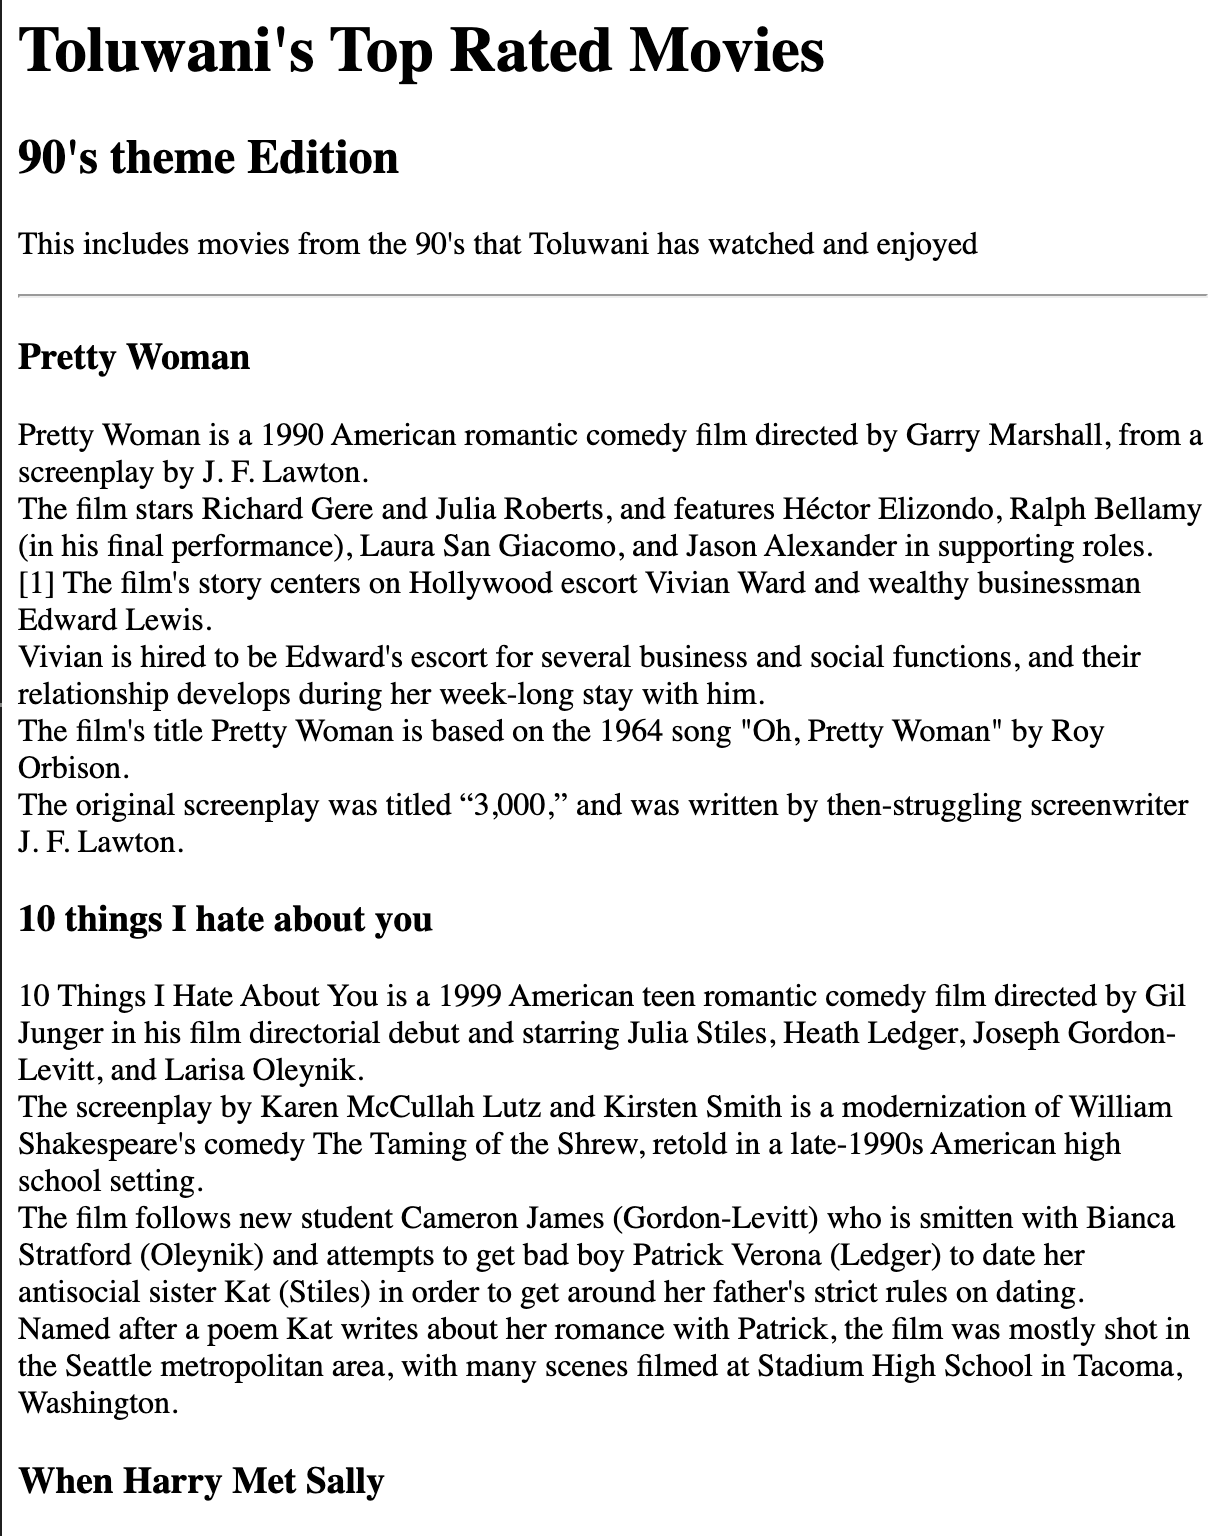 Toluwani's Top Rated Movies
90's theme Edition
This includes movies from the 90's that Toluwani has watched and enjoyed
Pretty Woman
Pretty Woman is a 1990 American romantic comedy film directed by Garry Marshall, from a
screenplay by J. F. Lawton.
The film stars Richard Gere and Julia Roberts, and features Héctor Elizondo, Ralph Bellamy
(in his final performance), Laura San Giacomo, and Jason Alexander in supporting roles.
[1] The film's story centers on Hollywood escort Vivian Ward and wealthy businessman
Edward Lewis.
Vivian is hired to be Edward's escort for several business and social functions, and their
relationship develops during her week-long stay with him.
The film's title Pretty Woman is based on the 1964 song "Oh, Pretty Woman" by Roy
Orbison.
The original screenplay was titled “3,000,” and was written by then-struggling screenwriter
J. F. Lawton.
10 things I hate about you
10 Things I Hate About You is a 1999 American teen romantic comedy film directed by Gil
Junger in his film directorial debut and starring Julia Stiles, Heath Ledger, Joseph Gordon-
Levitt, and Larisa Oleynik.
The screenplay by Karen McCullah Lutz and Kirsten Smith is a modernization of William
Shakespeare's comedy The Taming of the Shrew, retold in a late-1990s American high
school setting.
The film follows new student Cameron James (Gordon-Levitt) who is smitten with Bianca
Stratford (Oleynik) and attempts to get bad boy Patrick Verona (Ledger) to date her
antisocial sister Kat (Stiles) in order to get around her father's strict rules on dating.
Named after a poem Kat writes about her romance with Patrick, the film was mostly shot in
the Seattle metropolitan area, with many scenes filmed at Stadium High School in Tacoma,
Washington.
When Harry Met Sally